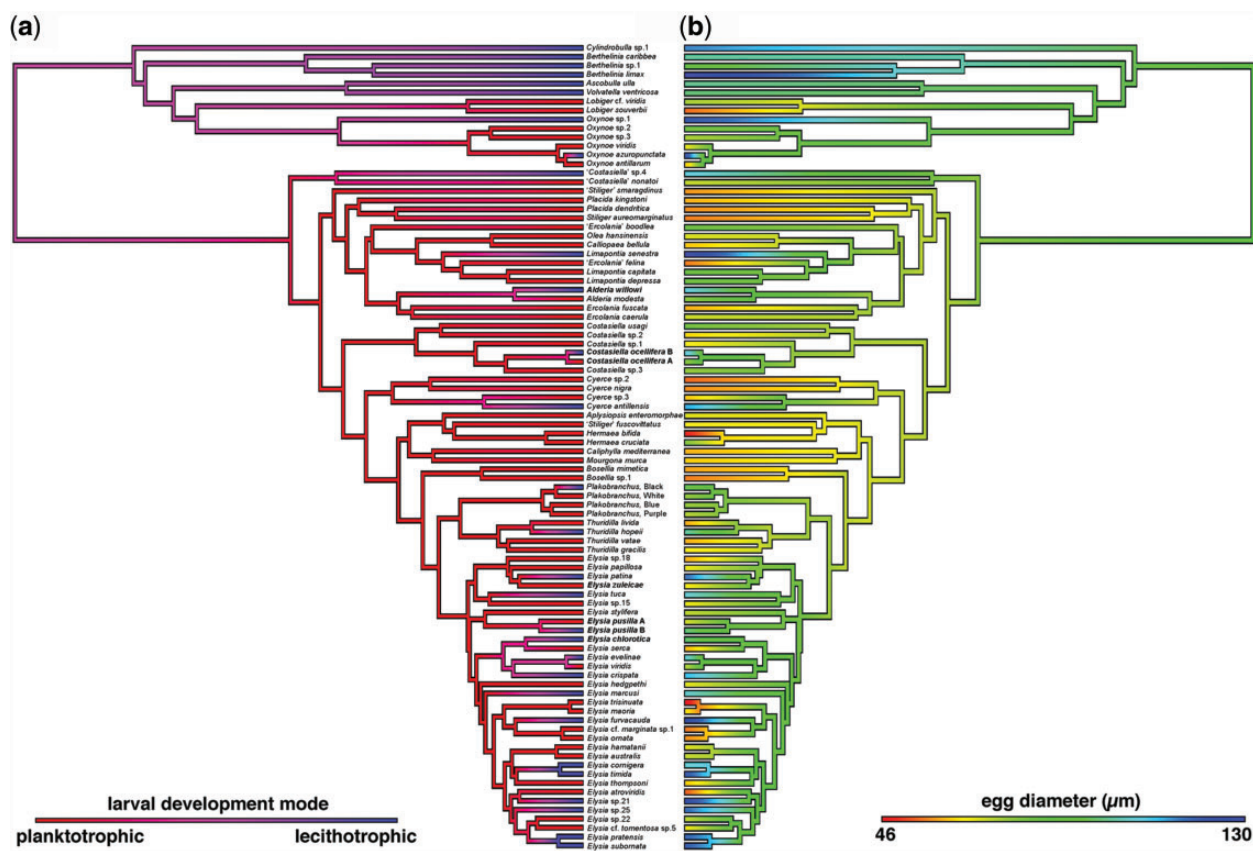 (a)
(b)
Cylindrobulla sp.1
Berthelinia caribbea
Berthelinia sp.1
Berthelinia limax
Ascobulla ulla
Volvatella ventricosa
Lobiger cf. viridis
Lobiger souverbii
Oxynoe sp.1
Oxynoe sp.2
Oxynoe sp.3
Oxynoe viridis
Oxynoe azuropunctata
Oxynoe antillarum
'Costasiella' sp.4
'Costasiella' nonatoi
'Stiliger' smaragdinus
Placida kingstoni
Placida dendritica
Stiliger aureomarginatus
'Ercolania' boodlea
Olea hansinensis
Calliopaea bellula
Limapontia senestra
'Ercolania' felina
Limapontia capitata
Limapontia depressa
Alderia willowi
Alderia modesta
Ercolania fuscata
Ercolania caerula
Costasiella usagi
Costasiella sp.2
Costasiella sp.1
Costasiella ocellifera B
Costasiella ocellifera A
Costasiella sp.3
Cyerce sp.2
Cyerce nigra
Cyerce sp.3
Cyerce antillensis
Aplysiopsis enteromorphae
'Stiliger' fuscovittatus
Hermaea bifida
Hermaea cruciata
Caliphylla mediterranea
Mourgona murca
Bosellia mimetica
Bosellia sp.1
Plakobranchus, Black
Plakobranchus, White
Plakobranchus, Blue
Plakobranchus, Purple
Thuridilla livida
Thuridilla hopeii
Thuridilla vatae
Thuridilla gracilis
Elysia sp.18
Elysia papillosa
Elysia patina
Elysia zuleicae
Elysia tuca
Elysia sp.15
Elysia stylifera
Elysia pusilla A
Elysia pusilla B
Elysia chlorotica
Elysia serca
Elysia evelinae
Elysia viridis
Elysia crispata
Elysia hedgpethi
Elysia marcusi
Elysia trisinuata
Elysia maoria
Elysia furvacauda
Elysia cf. marginata sp.1
Elysia ornata
Elysia hamatanii
Elysia australis
Elysia cornigera
Elysia timida
Elysia thompsoni
Elysia atroviridis
Elysia sp.21
Elysia sp.25
Elysia sp.22
Elysia cf. tomentosa sp.5
Elysia pratensis
Elysia subornata
larval development mode
planktotrophic lecithotrophic
egg diameter (µm)
46 130